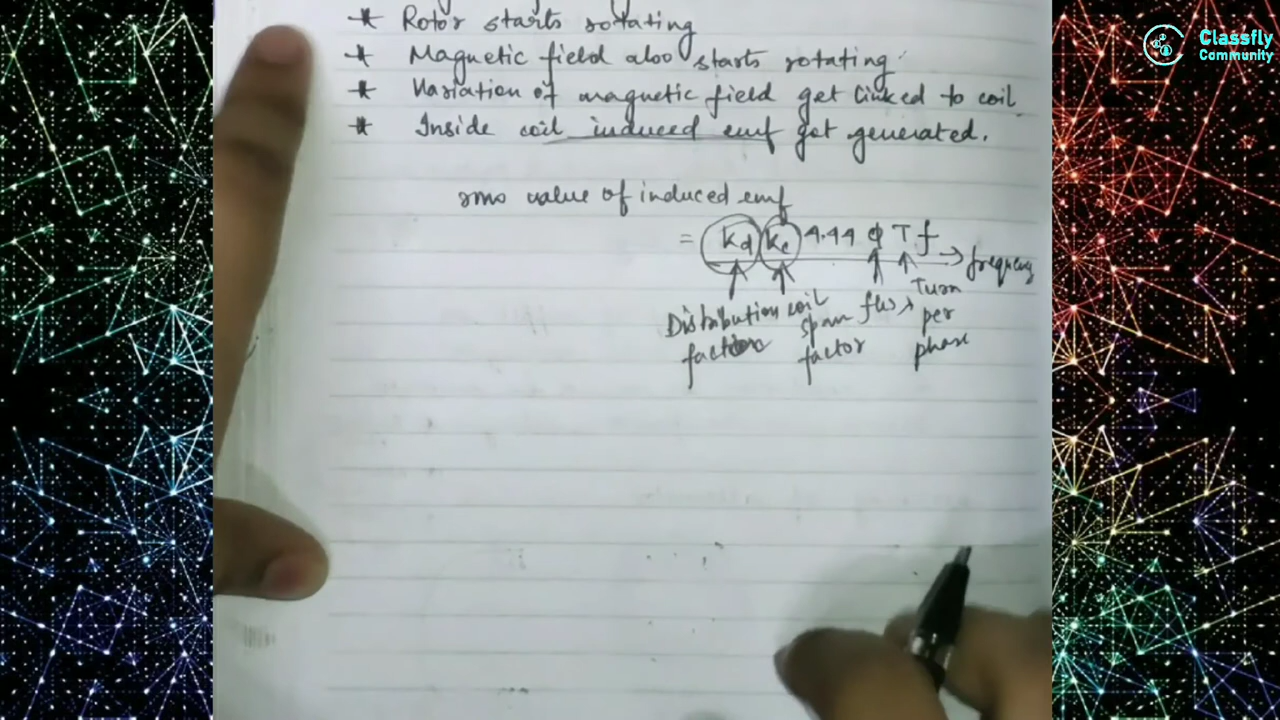 * Rotor starts rotating
* Magnetic field also starts rotating
* Variation of magnetic field get linked to coil
* Inside coil induced emf get generated.
rms value of induced emf
= Kd Kc 4.44 φ T f → frequency
Distribution factor
coil span factor
flux
Turn per phase
Classfly
Community